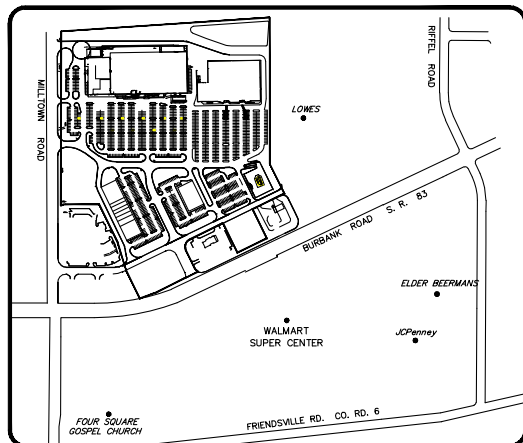 RIFFEL ROAD
MILLTOWN ROAD
LOWES
BURBANK ROAD S. R. 83
ELDER BEERMANS
WALMART
SUPER CENTER
JCPenney
FOUR SQUARE
GOSPEL CHURCH
FRIENDSVILLE RD. CO. RD. 6